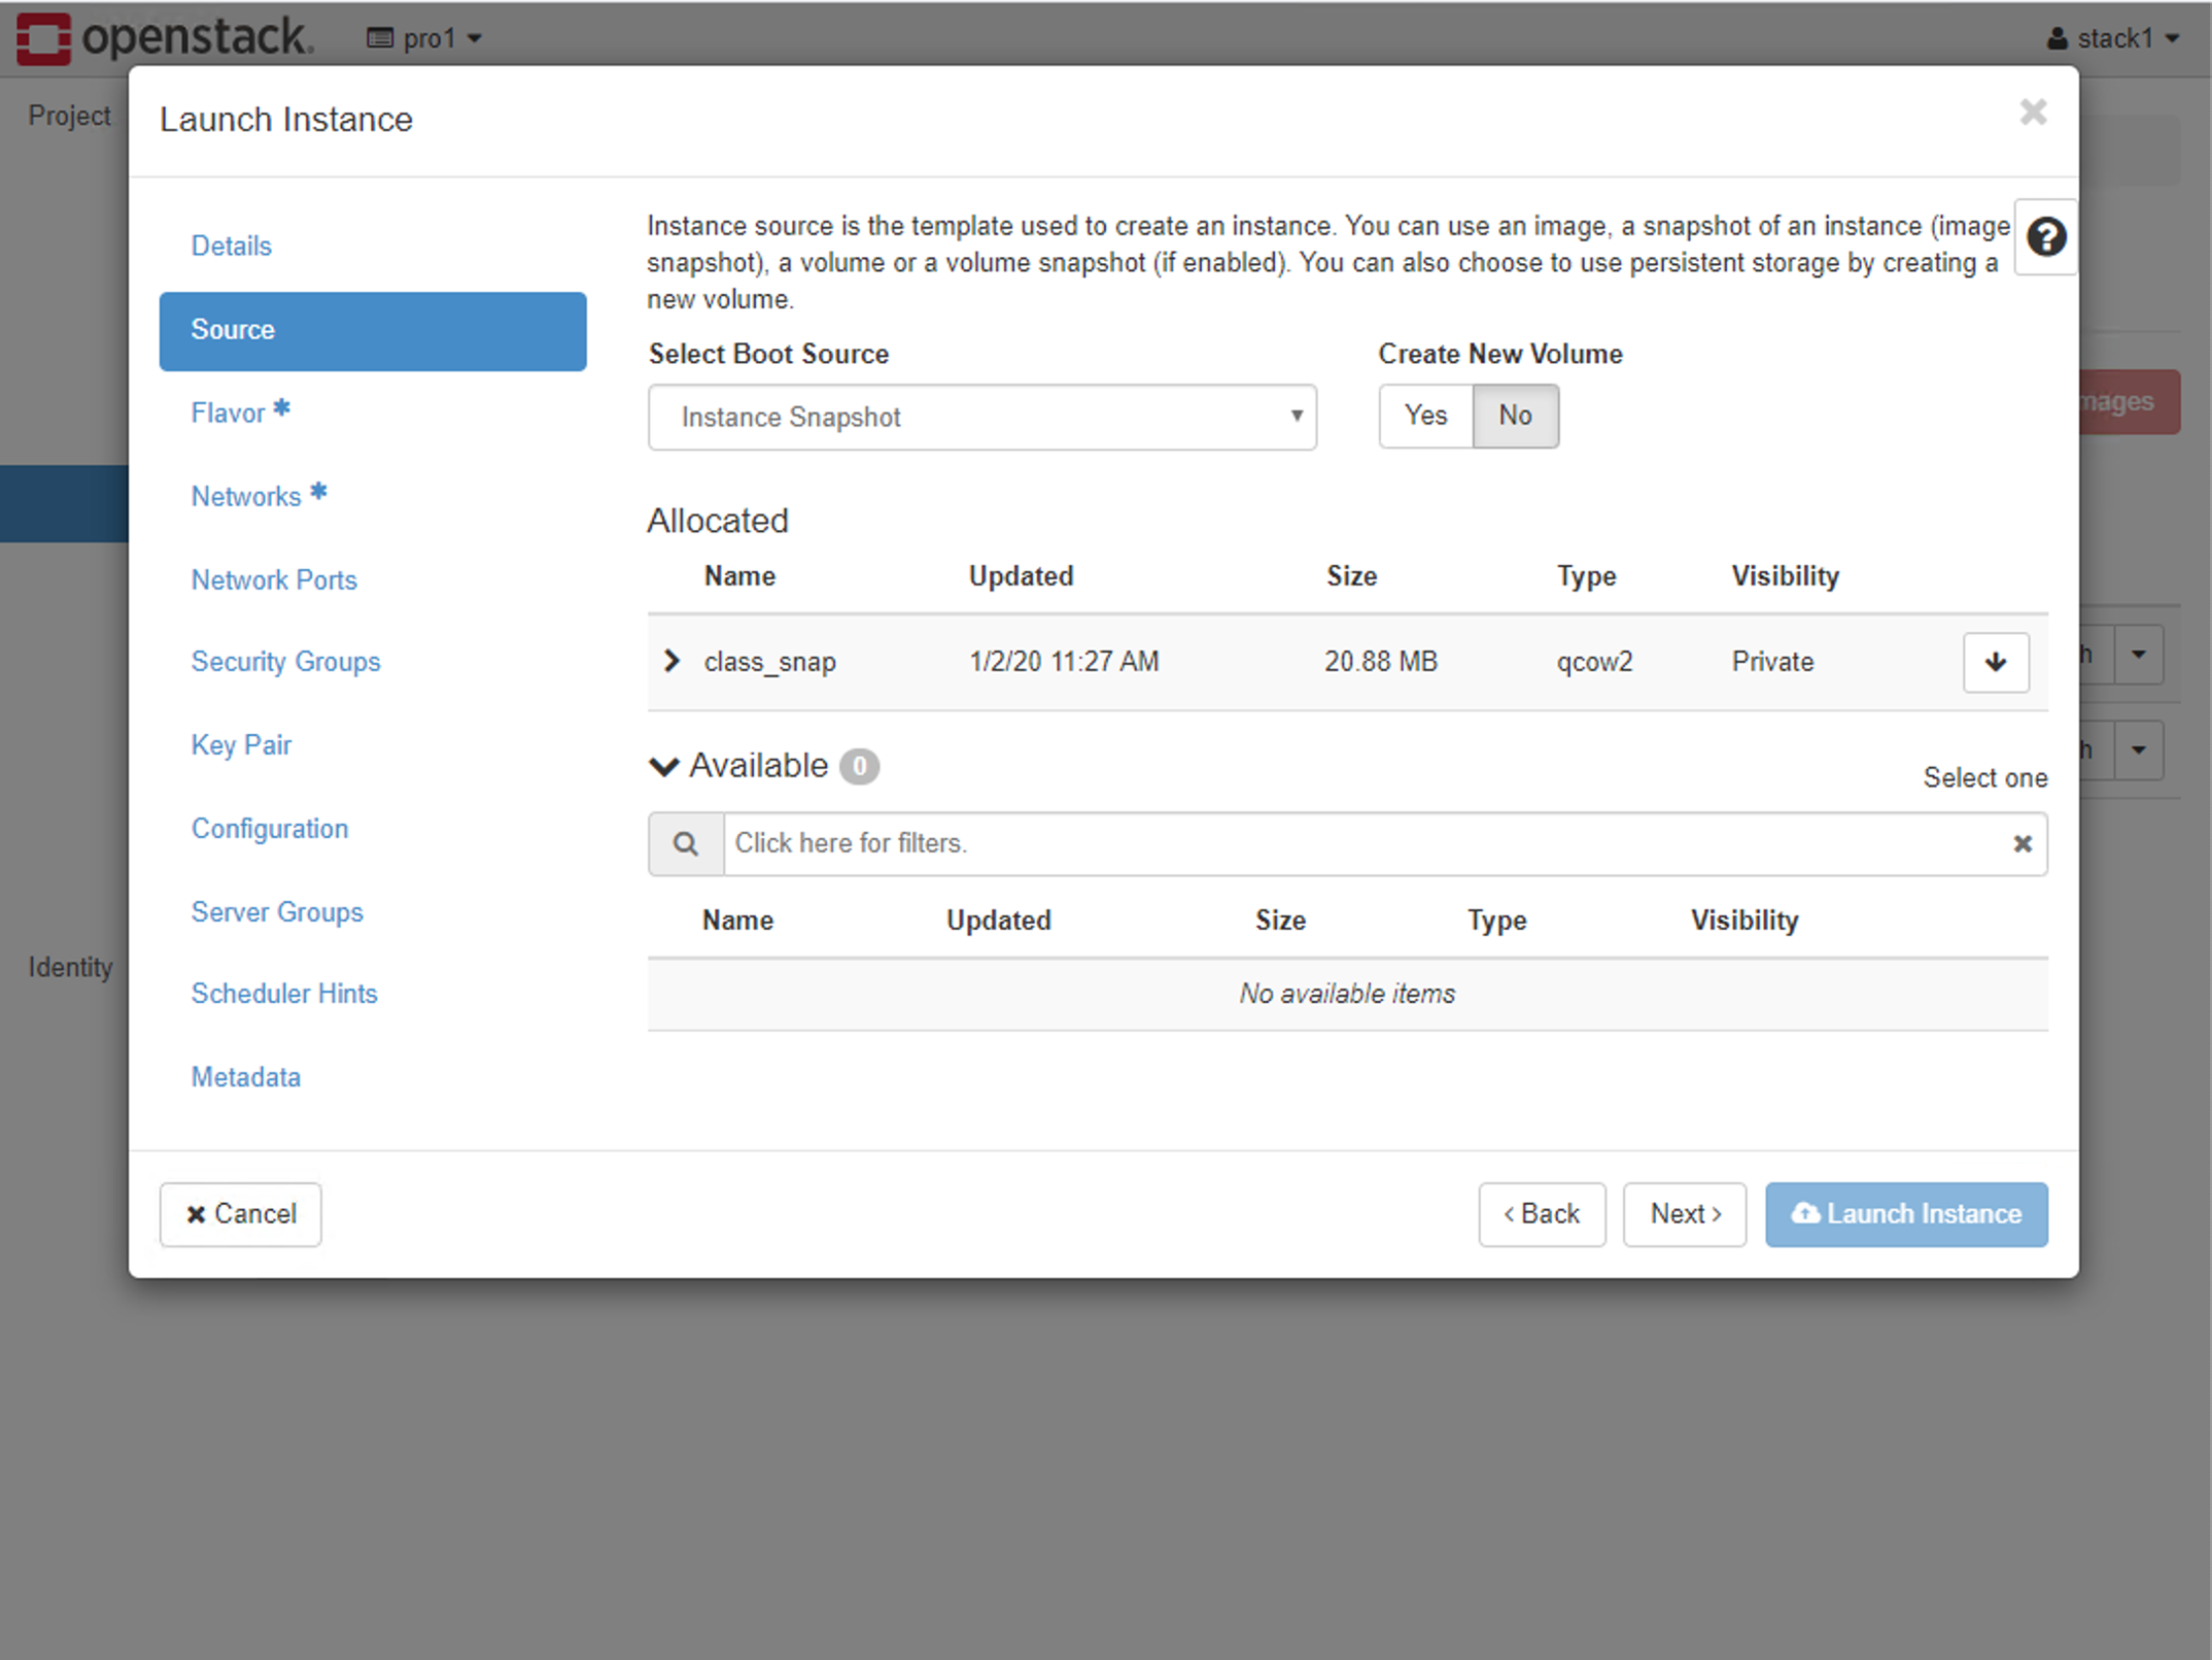 openstack. pro1 stack1
Project
Launch Instance
Details
Source
Flavor *
Networks *
Network Ports
Security Groups
Key Pair
Configuration
Server Groups
Scheduler Hints
Metadata
Identity
Instance source is the template used to create an instance. You can use an image, a snapshot of an instance (image
snapshot), a volume or a volume snapshot (if enabled). You can also choose to use persistent storage by creating a
new volume.
Select Boot Source Create New Volume
Instance Snapshot Yes No
Allocated
Name Updated Size Type Visibility
class_snap 1/2/20 11:27 AM 20.88 MB qcow2 Private
Available 0
Select one
Click here for filters.
Name Updated Size Type Visibility
No available items
Cancel < Back Next > Launch Instance